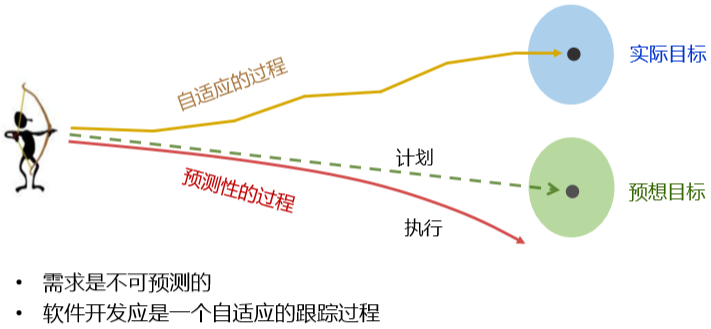 自适应的过程
实际目标
计划
预测性的过程
预想目标
执行
• 需求是不可预测的
• 软件开发应是一个自适应的跟踪过程